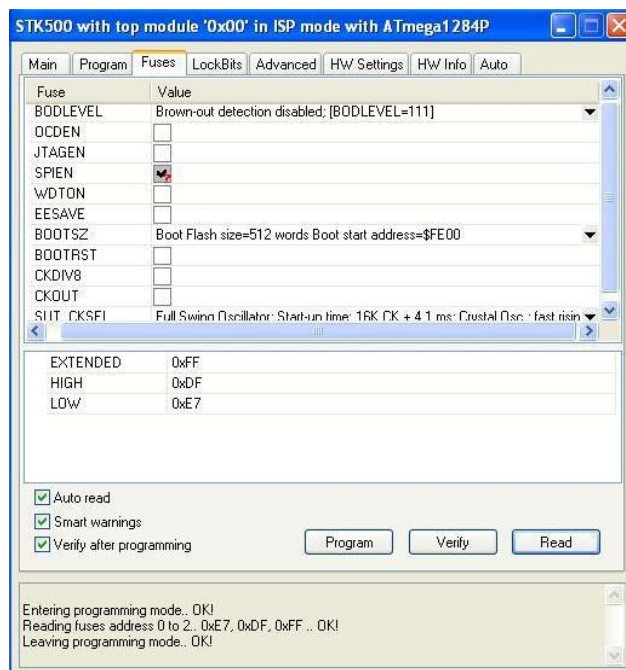 STK500 with top module '0x00' in ISP mode with ATmega1284P
Main Program Fuses LockBits Advanced HW Settings HW Info Auto
Fuse Value
BODLEVEL Brown-out detection disabled; [BODLEVEL=111]
OCDEN
JTAGEN
SPIEN
WDTON
EESAVE
BOOTSZ Boot Flash size=512 words Boot start address=$FE00
BOOTRST
CKDIV8
CKOUT
SUT_CKSEL Full Swing Oscillator; Start-up time: 16K CK + 4.1 ms; Crystal Osc.; fast risin
EXTENDED 0xFF
HIGH 0xDF
LOW 0xE7
Auto read
Smart warnings
Verify after programming
Program Verify Read
Entering programming mode.. OK!
Reading fuses address 0 to 2.. 0xE7, 0xDF, 0xFF .. OK!
Leaving programming mode.. OK!